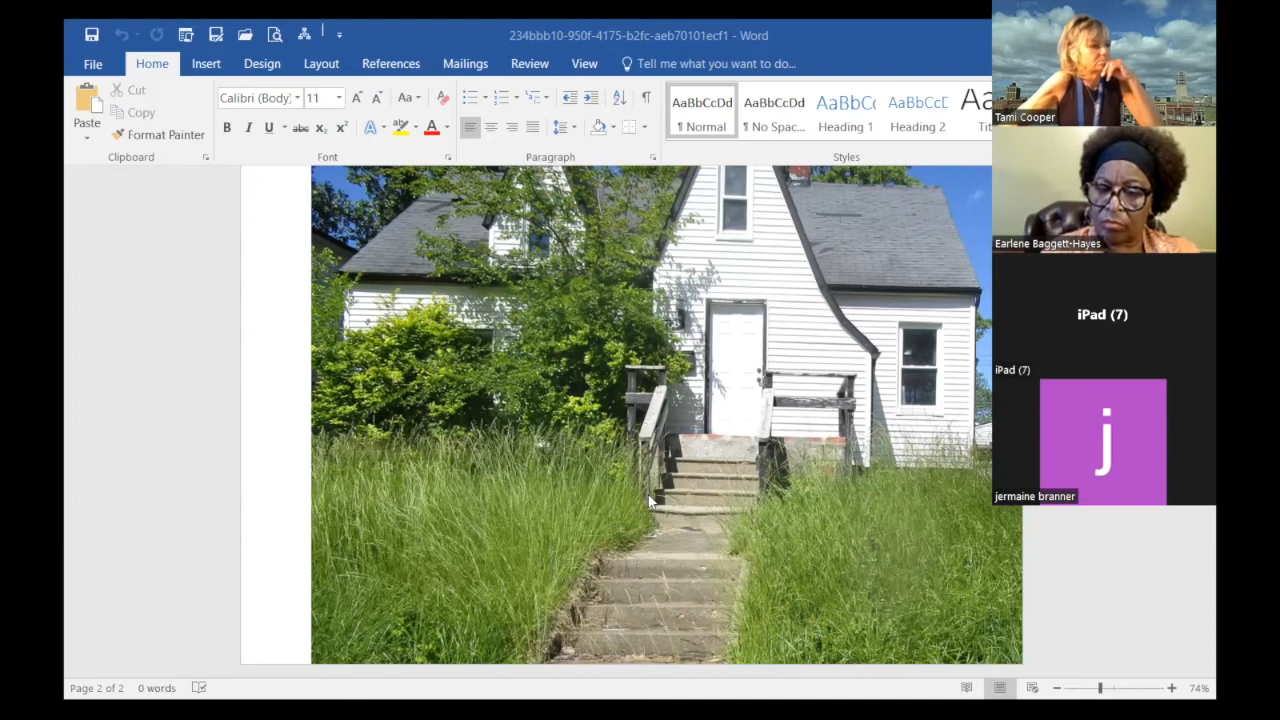 234bbb10-950f-4175-b2fc-aeb70101ecf1 - Word
File Home Insert Design Layout References Mailings Review View Tell me what you want to do...
Paste
Cut
Copy
Format Painter
Clipboard
Calibri (Body) 11
Font
Paragraph
AaBbCcDd AaBbCcDd AaBbC AaBbCcD Aa
¶ Normal ¶ No Spac... Heading 1 Heading 2
Styles
Tami Cooper
Earlene Baggett-Hayes
iPad (7)
iPad (7)
j
jermaine branner
Page 2 of 2 0 words
74%